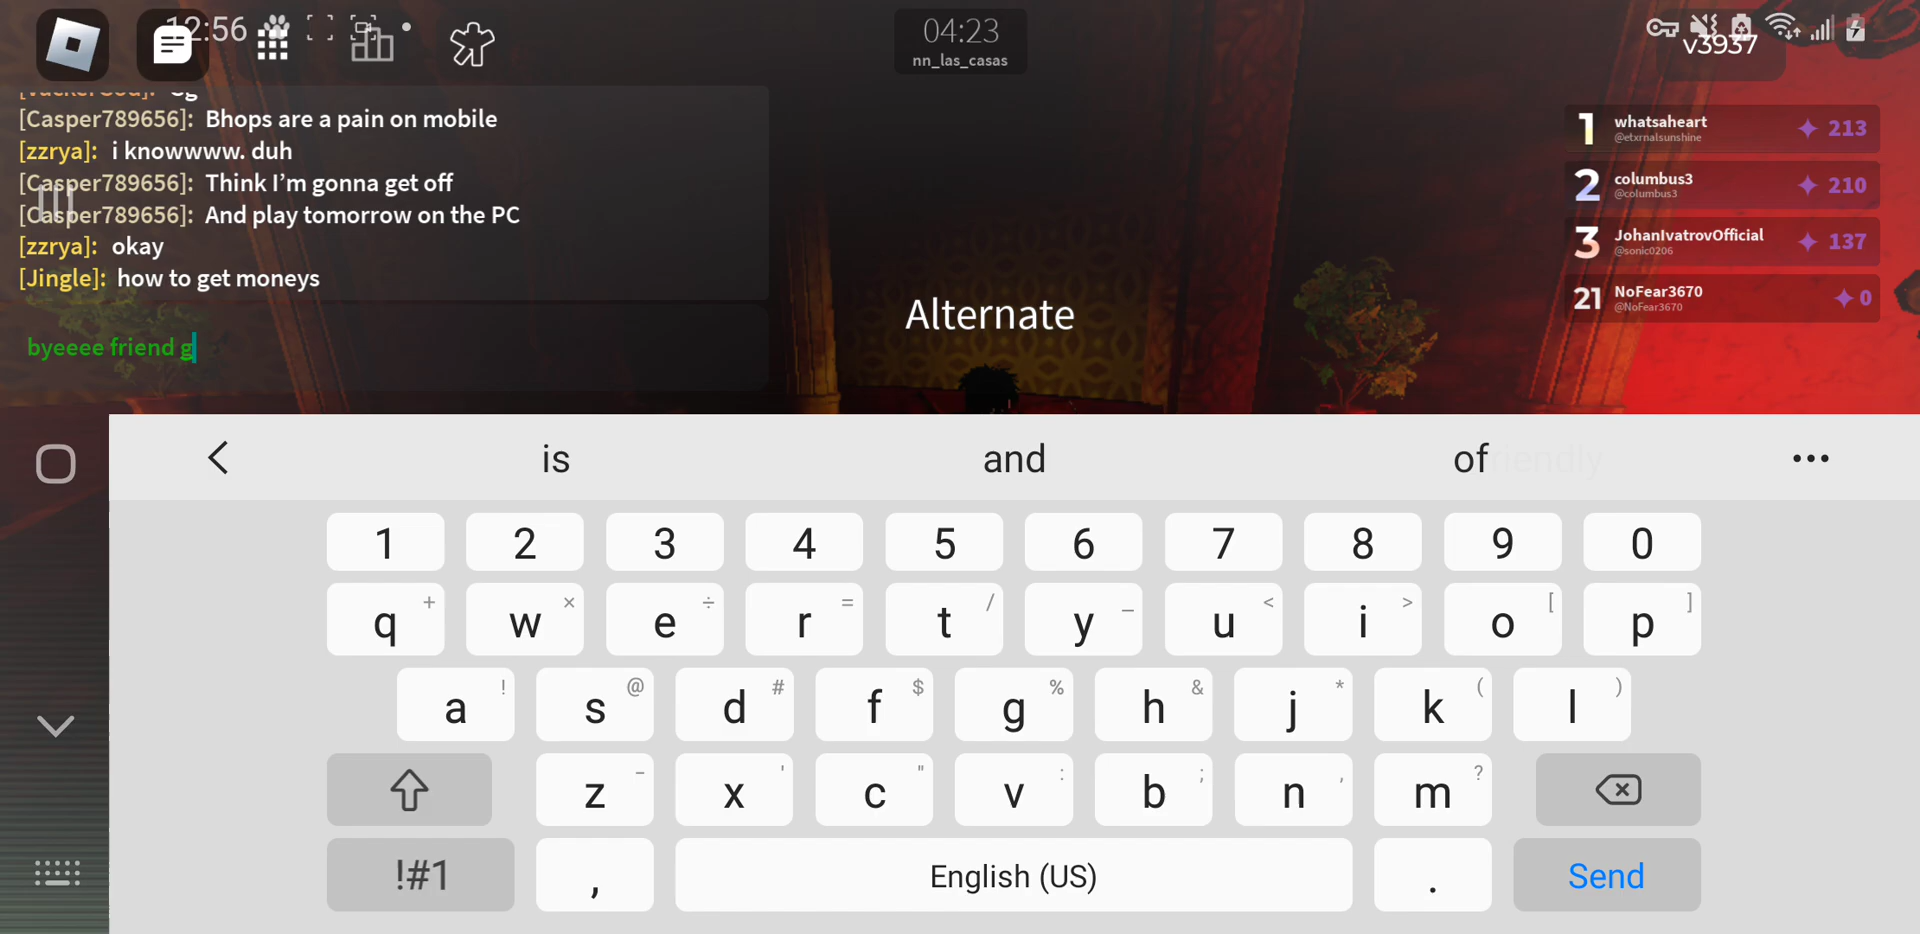 12:56
04:23
nn_las_casas
v3937
[Casper789656]: Bhops are a pain on mobile
[zzrya]: i knowwww. duh
[Casper789656]: Think I'm gonna get off
[Casper789656]: And play tomorrow on the PC
[zzrya]: okay
[Jingle]: how to get moneys
byeeee friend g
1 whatsaheart 213
@etxrnalsunshine
2 columbus3 210
@columbus3
3 JohanIvatrovOfficial 137
@sonic0206
21 NoFear3670 0
@NoFear3670
Alternate
is and of
1 2 3 4 5 6 7 8 9 0
q + w × e ÷ r = t / y _ u < i > o [ p ]
a ! s @ d # f $ g % h & j * k ( l )
z - x ' c " v : b ; n , m ?
!#1 , English (US) . Send